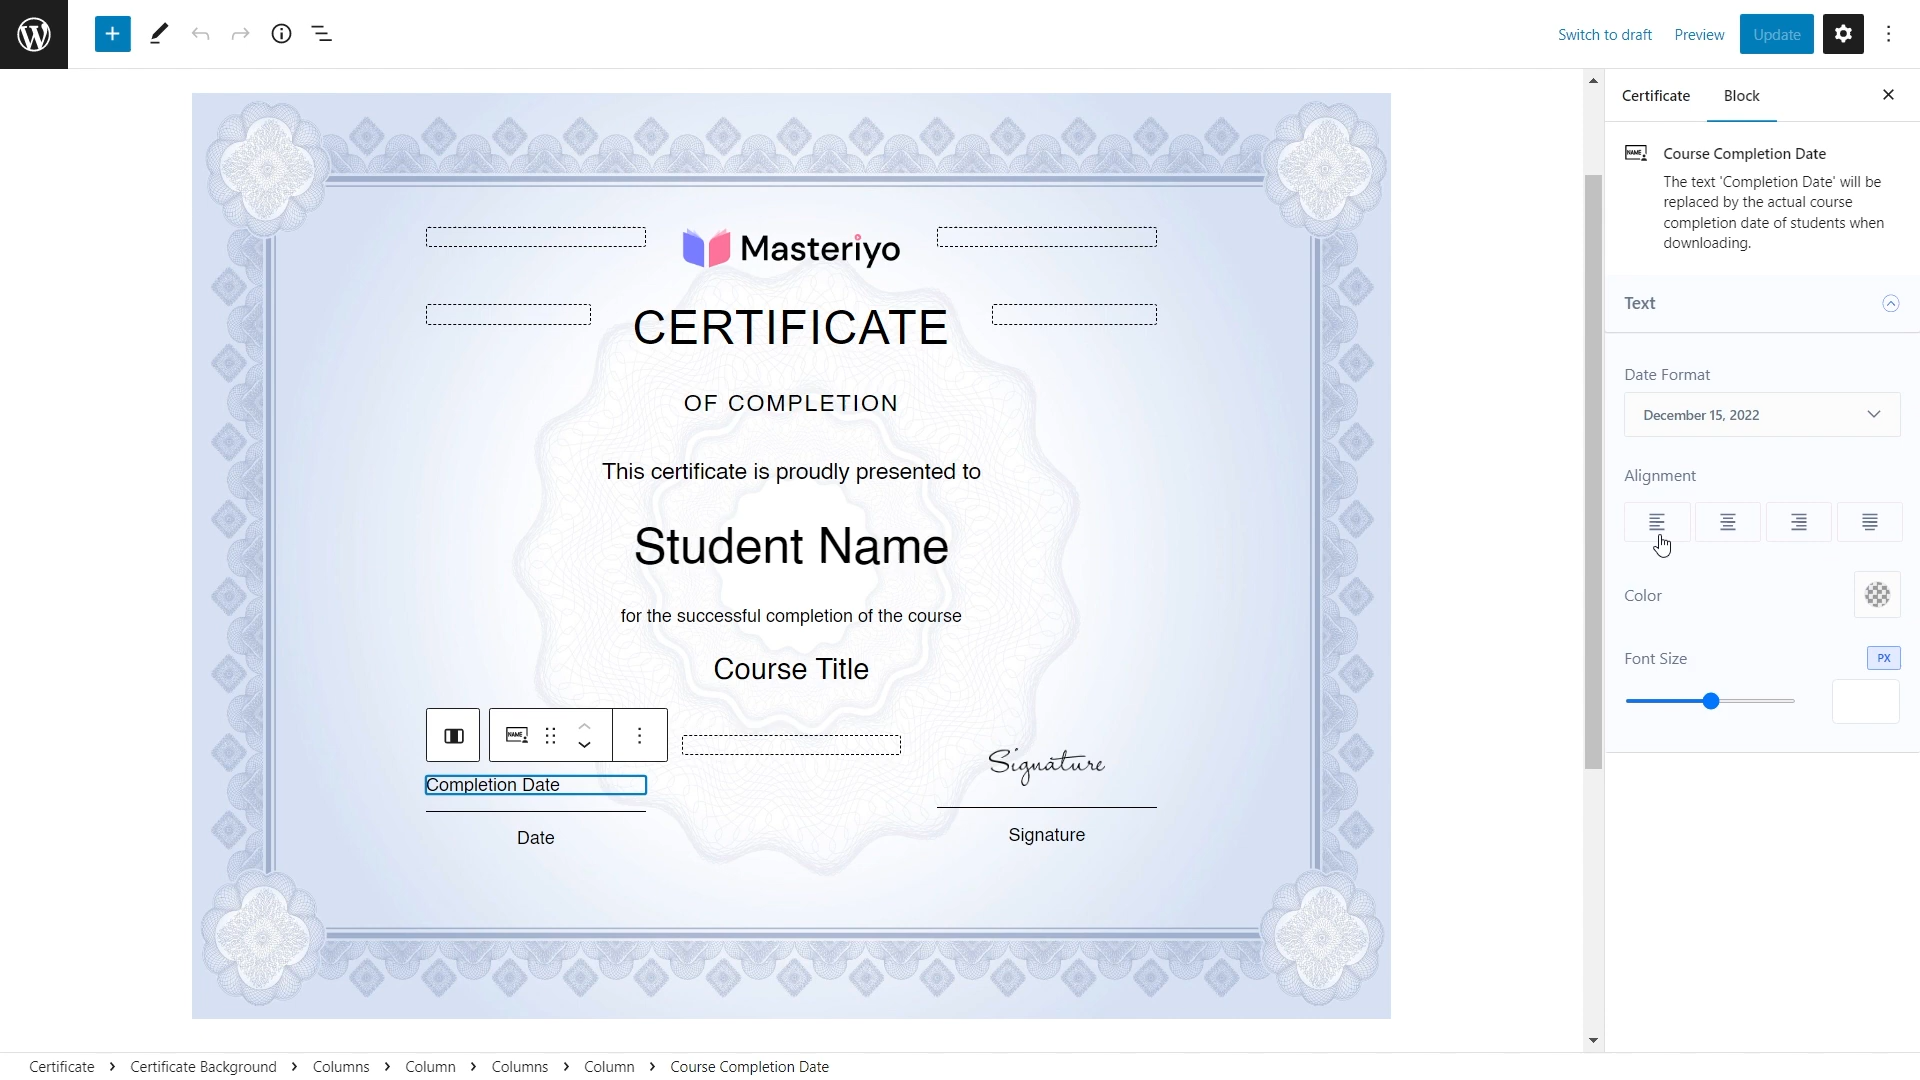 Switch to draft
Preview
Update
Certificate
Block
NAME
Course Completion Date
The text 'Completion Date' will be
replaced by the actual course
completion date of students when
downloading.
Text
Date Format
December 15, 2022
Alignment
Color
Font Size
PX
Masteriyo
CERTIFICATE
OF COMPLETION
This certificate is proudly presented to
Student Name
for the successful completion of the course
Course Title
NAME
Completion Date
Date
Signature
Signature
Certificate > Certificate Background > Columns > Column > Columns > Column > Course Completion Date